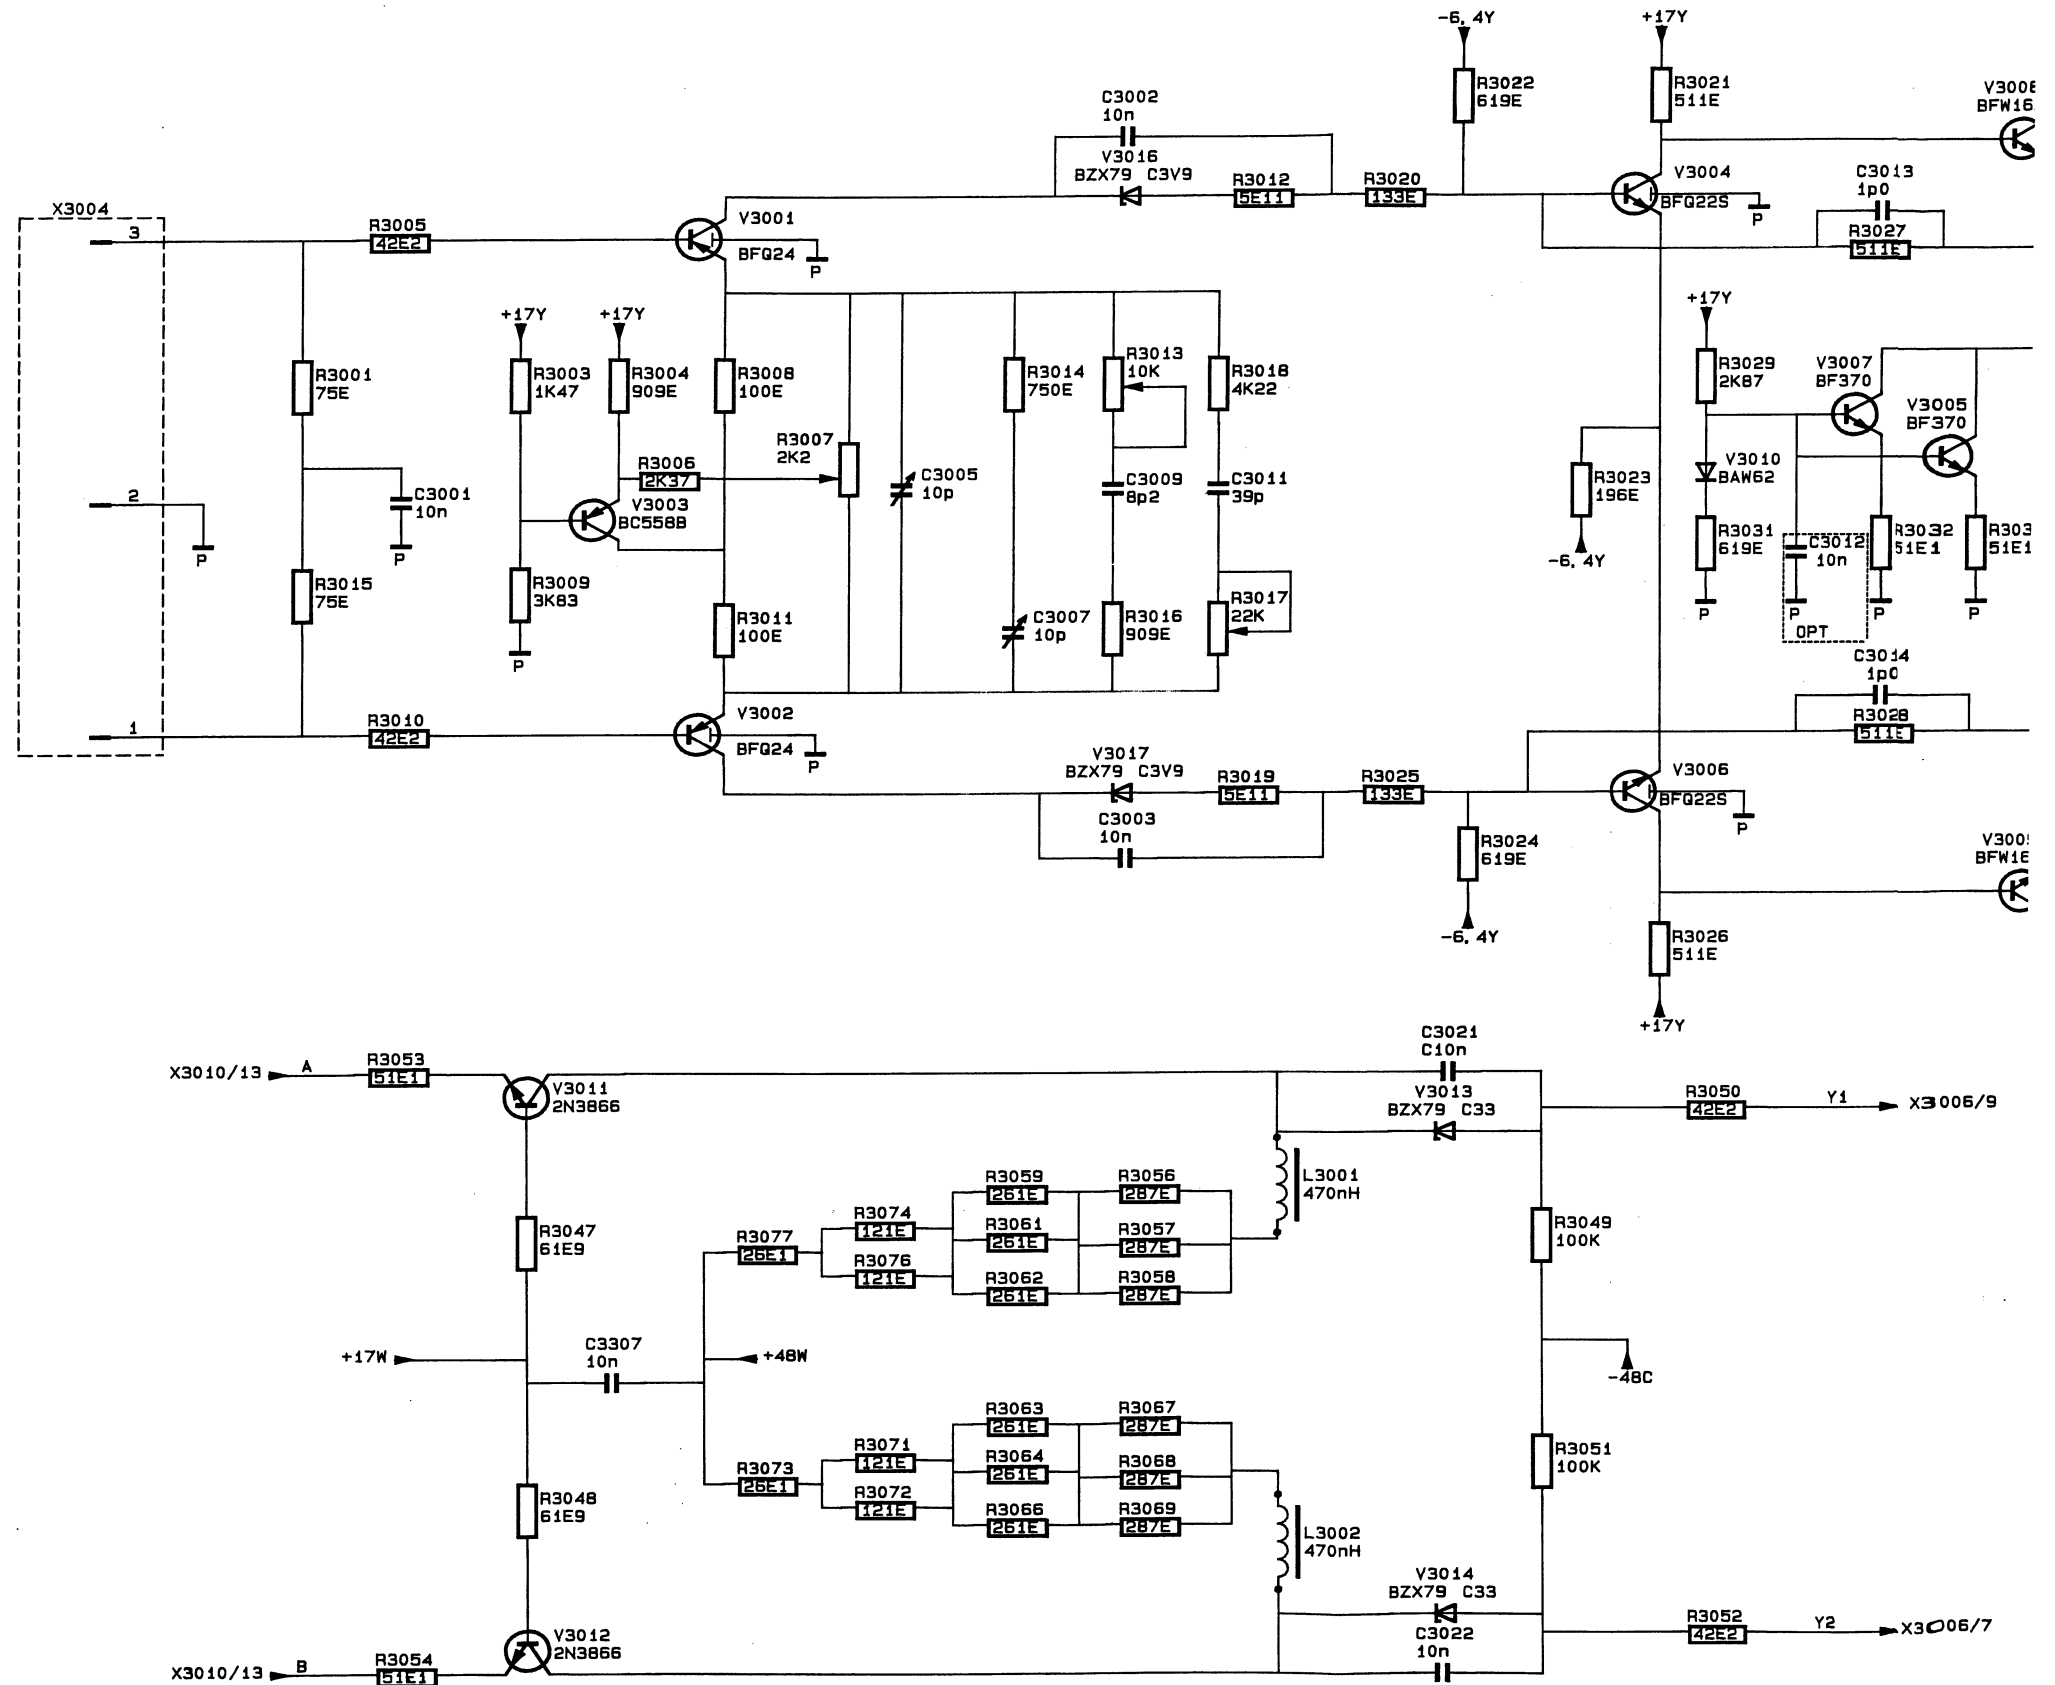 -6,4Y
+17Y
R3022
619E
R3021
511E
BFW16
C3002
10n
V3016
BZX79 C3V9
R3012
5E11
R3020
133E
V3004
BFQ22S
P
C3013
1p0
R3027
511E
X3004
3
R3005
42E2
V3001
BFQ24
P
+17Y
+17Y
+17Y
R3001
75E
R3003
1K47
R3004
909E
R3008
100E
R3007
2K2
R3014
750E
R3013
10K
R3018
4K22
R3029
2K87
V3007
BF370
V3005
BF370
R3006
2K37
C3005
10p
C3009
8p2
C3011
39p
R3023
196E
V3010
BAW62
2
C3001
10n
V3003
BC558B
P
P
-6,4Y
R3031
619E
C3012
10n
R3032
51E1
R303
51E1
R3015
75E
R3009
3K83
R3011
100E
C3007
10p
R3016
909E
R3017
22K
P
P
P
P
OPT
P
C3014
1p0
R3028
511E
1
R3010
42E2
V3002
BFQ24
P
V3017
BZX79 C3V9
R3019
5E11
R3025
133E
V3006
BFQ22S
P
C3003
10n
R3024
619E
V300
-6,4Y
R3026
511E
+17Y
X3010/13
A
R3053
51E1
V3011
2N3866
C3021
C10n
V3013
BZX79 C33
R3050
42E2
Y1
X3006/9
R3059
261E
R3056
287E
L3001
470nH
R3047
61E9
R3077
26E1
R3074
121E
R3061
261E
R3057
287E
R3049
100K
R3076
121E
R3062
261E
R3058
287E
+17W
C3307
10n
+48W
-48C
R3063
261E
R3067
287E
R3071
121E
R3064
261E
R3068
287E
R3051
100K
R3073
26E1
R3072
121E
R3066
261E
R3069
287E
R3048
61E9
L3002
470nH
V3014
BZX79 C33
V3012
2N3866
C3022
10n
R3052
42E2
Y2
X3006/7
X3010/13
B
R3054
51E1